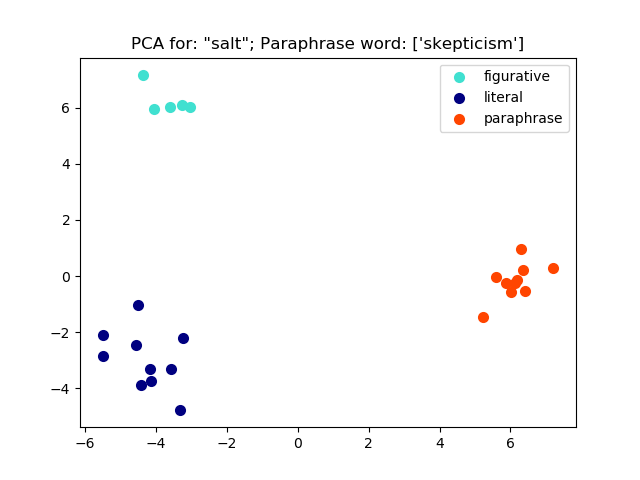 PCA for: "salt"; Paraphrase word: ['skepticism']
figurative
literal
paraphrase
6
4
2
0
−2
−4
−6 −4 −2 0 2 4 6